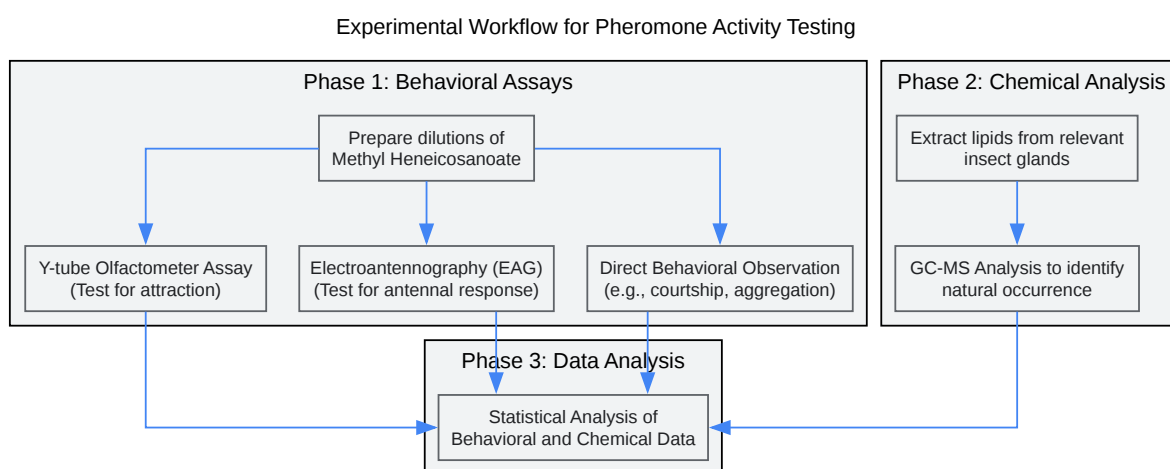 Experimental Workflow for Pheromone Activity Testing
Phase 1: Behavioral Assays
Prepare dilutions of
Methyl Heneicosanoate
Y-tube Olfactometer Assay
(Test for attraction)
Electroantennography (EAG)
(Test for antennal response)
Direct Behavioral Observation
(e.g., courtship, aggregation)
Phase 2: Chemical Analysis
Extract lipids from relevant
insect glands
GC-MS Analysis to identify
natural occurrence
Phase 3: Data Analysis
Statistical Analysis of
Behavioral and Chemical Data